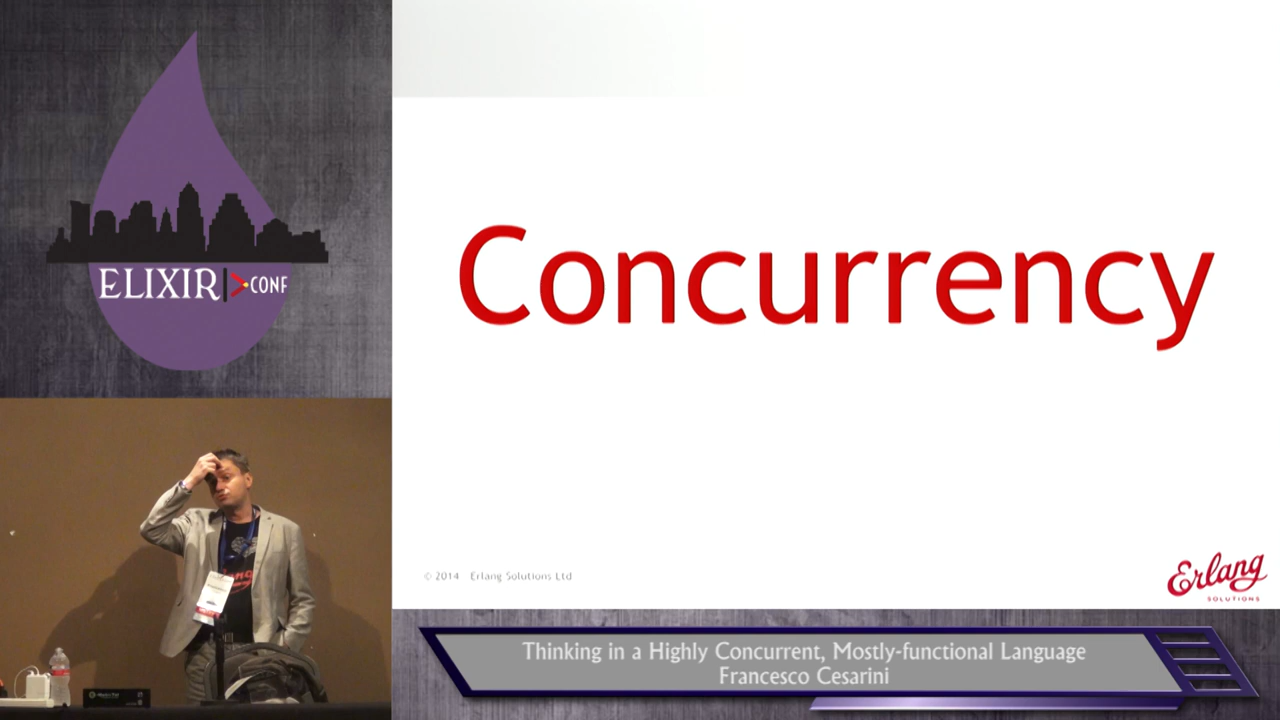 ELIXIR CONF
Concurrency
© 2014 Erlang Solutions Ltd
Erlang
SOLUTIONS
Thinking in a Highly Concurrent, Mostly-functional Language
Francesco Cesarini